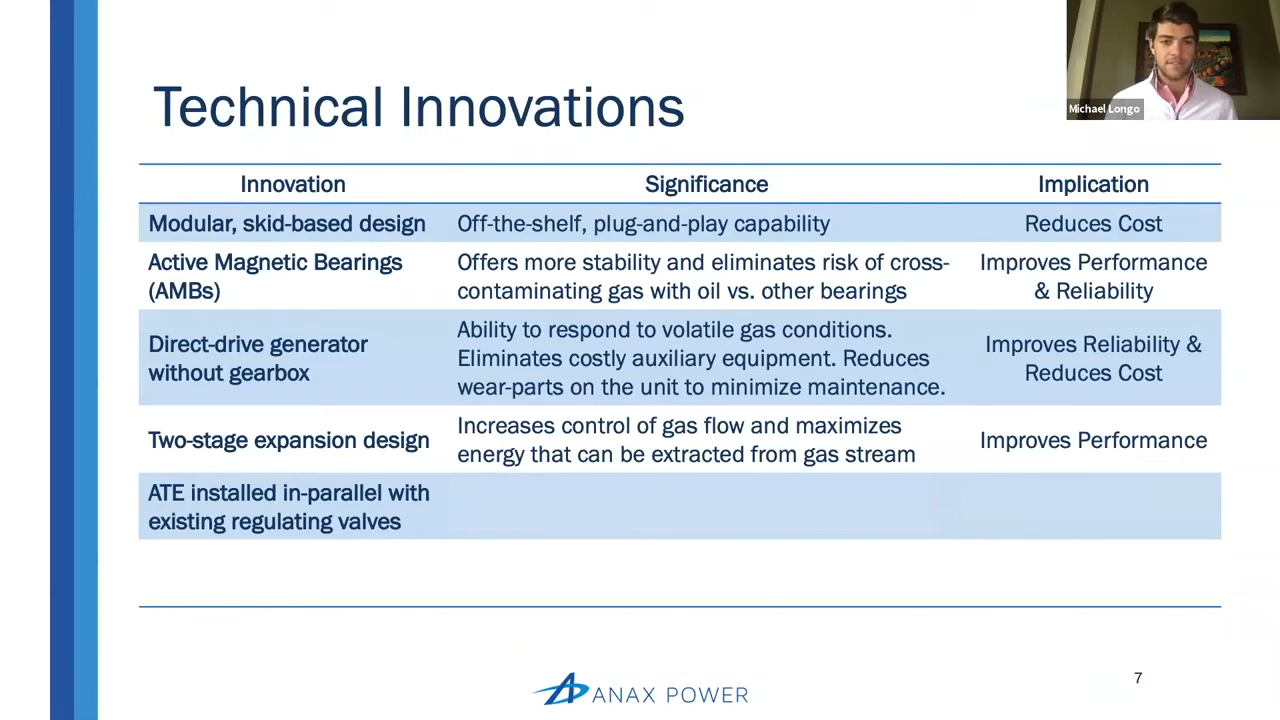 Michael Longo
Technical Innovations
Innovation Significance Implication
Modular, skid-based design Off-the-shelf, plug-and-play capability Reduces Cost
Active Magnetic Bearings
(AMBs)
Offers more stability and eliminates risk of cross-
contaminating gas with oil vs. other bearings
Improves Performance
& Reliability
Direct-drive generator
without gearbox
Ability to respond to volatile gas conditions.
Eliminates costly auxiliary equipment. Reduces
wear-parts on the unit to minimize maintenance.
Improves Reliability &
Reduces Cost
Two-stage expansion design
Increases control of gas flow and maximizes
energy that can be extracted from gas stream
Improves Performance
ATE installed in-parallel with
existing regulating valves
ANAX POWER
7